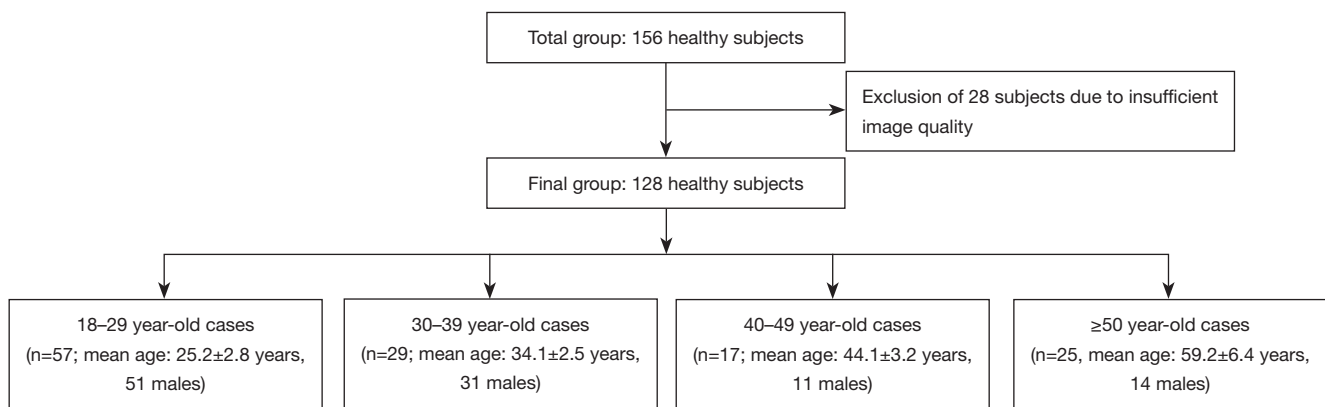 Total group: 156 healthy subjects
Exclusion of 28 subjects due to insufficient
image quality
Final group: 128 healthy subjects
18–29 year-old cases
(n=57; mean age: 25.2±2.8 years,
51 males)
30–39 year-old cases
(n=29; mean age: 34.1±2.5 years,
31 males)
40–49 year-old cases
(n=17; mean age: 44.1±3.2 years,
11 males)
≥50 year-old cases
(n=25, mean age: 59.2±6.4 years,
14 males)